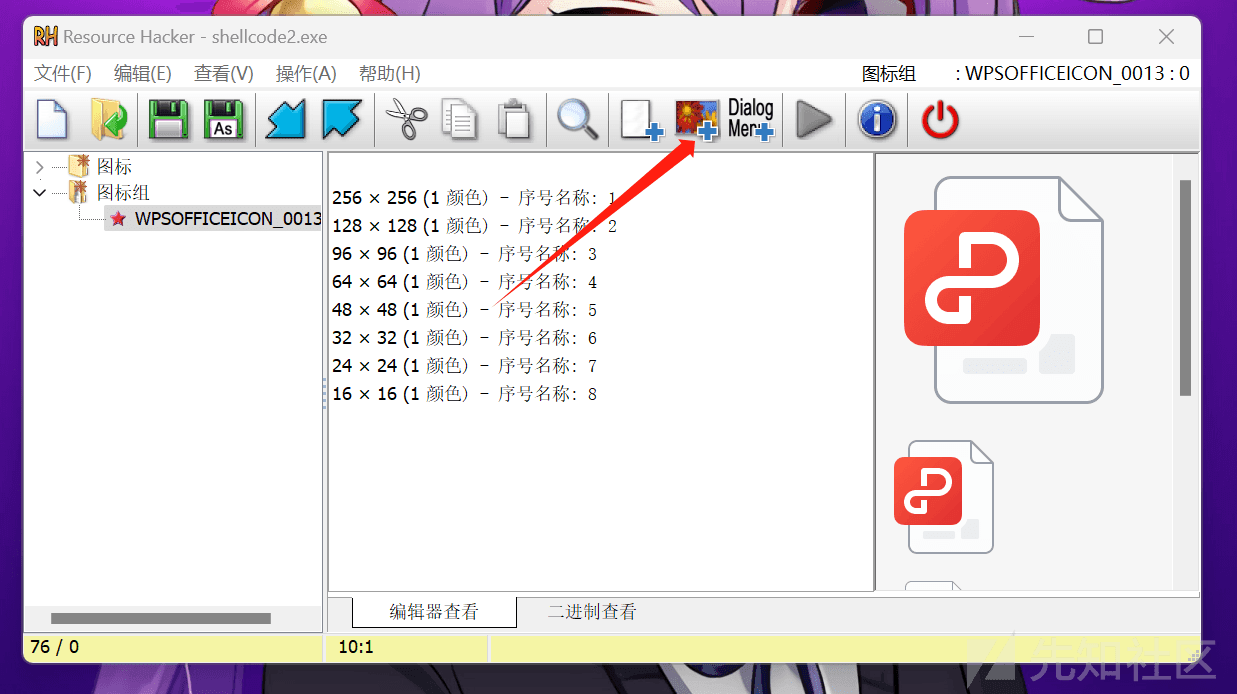 Resource Hacker - shellcode2.exe
文件(F) 编辑(E) 查看(V) 操作(A) 帮助(H) 图标组 : WPSOFFICEICON_0013 : 0
As
Dialog
Men
图标
图标组
WPSOFFICEICON_0013
256 × 256 (1 颜色) - 序号名称: 1
128 × 128 (1 颜色) - 序号名称: 2
96 × 96 (1 颜色) - 序号名称: 3
64 × 64 (1 颜色) - 序号名称: 4
48 × 48 (1 颜色) - 序号名称: 5
32 × 32 (1 颜色) - 序号名称: 6
24 × 24 (1 颜色) - 序号名称: 7
16 × 16 (1 颜色) - 序号名称: 8
编辑器查看 二进制查看
76 / 0 10:1
先知社区